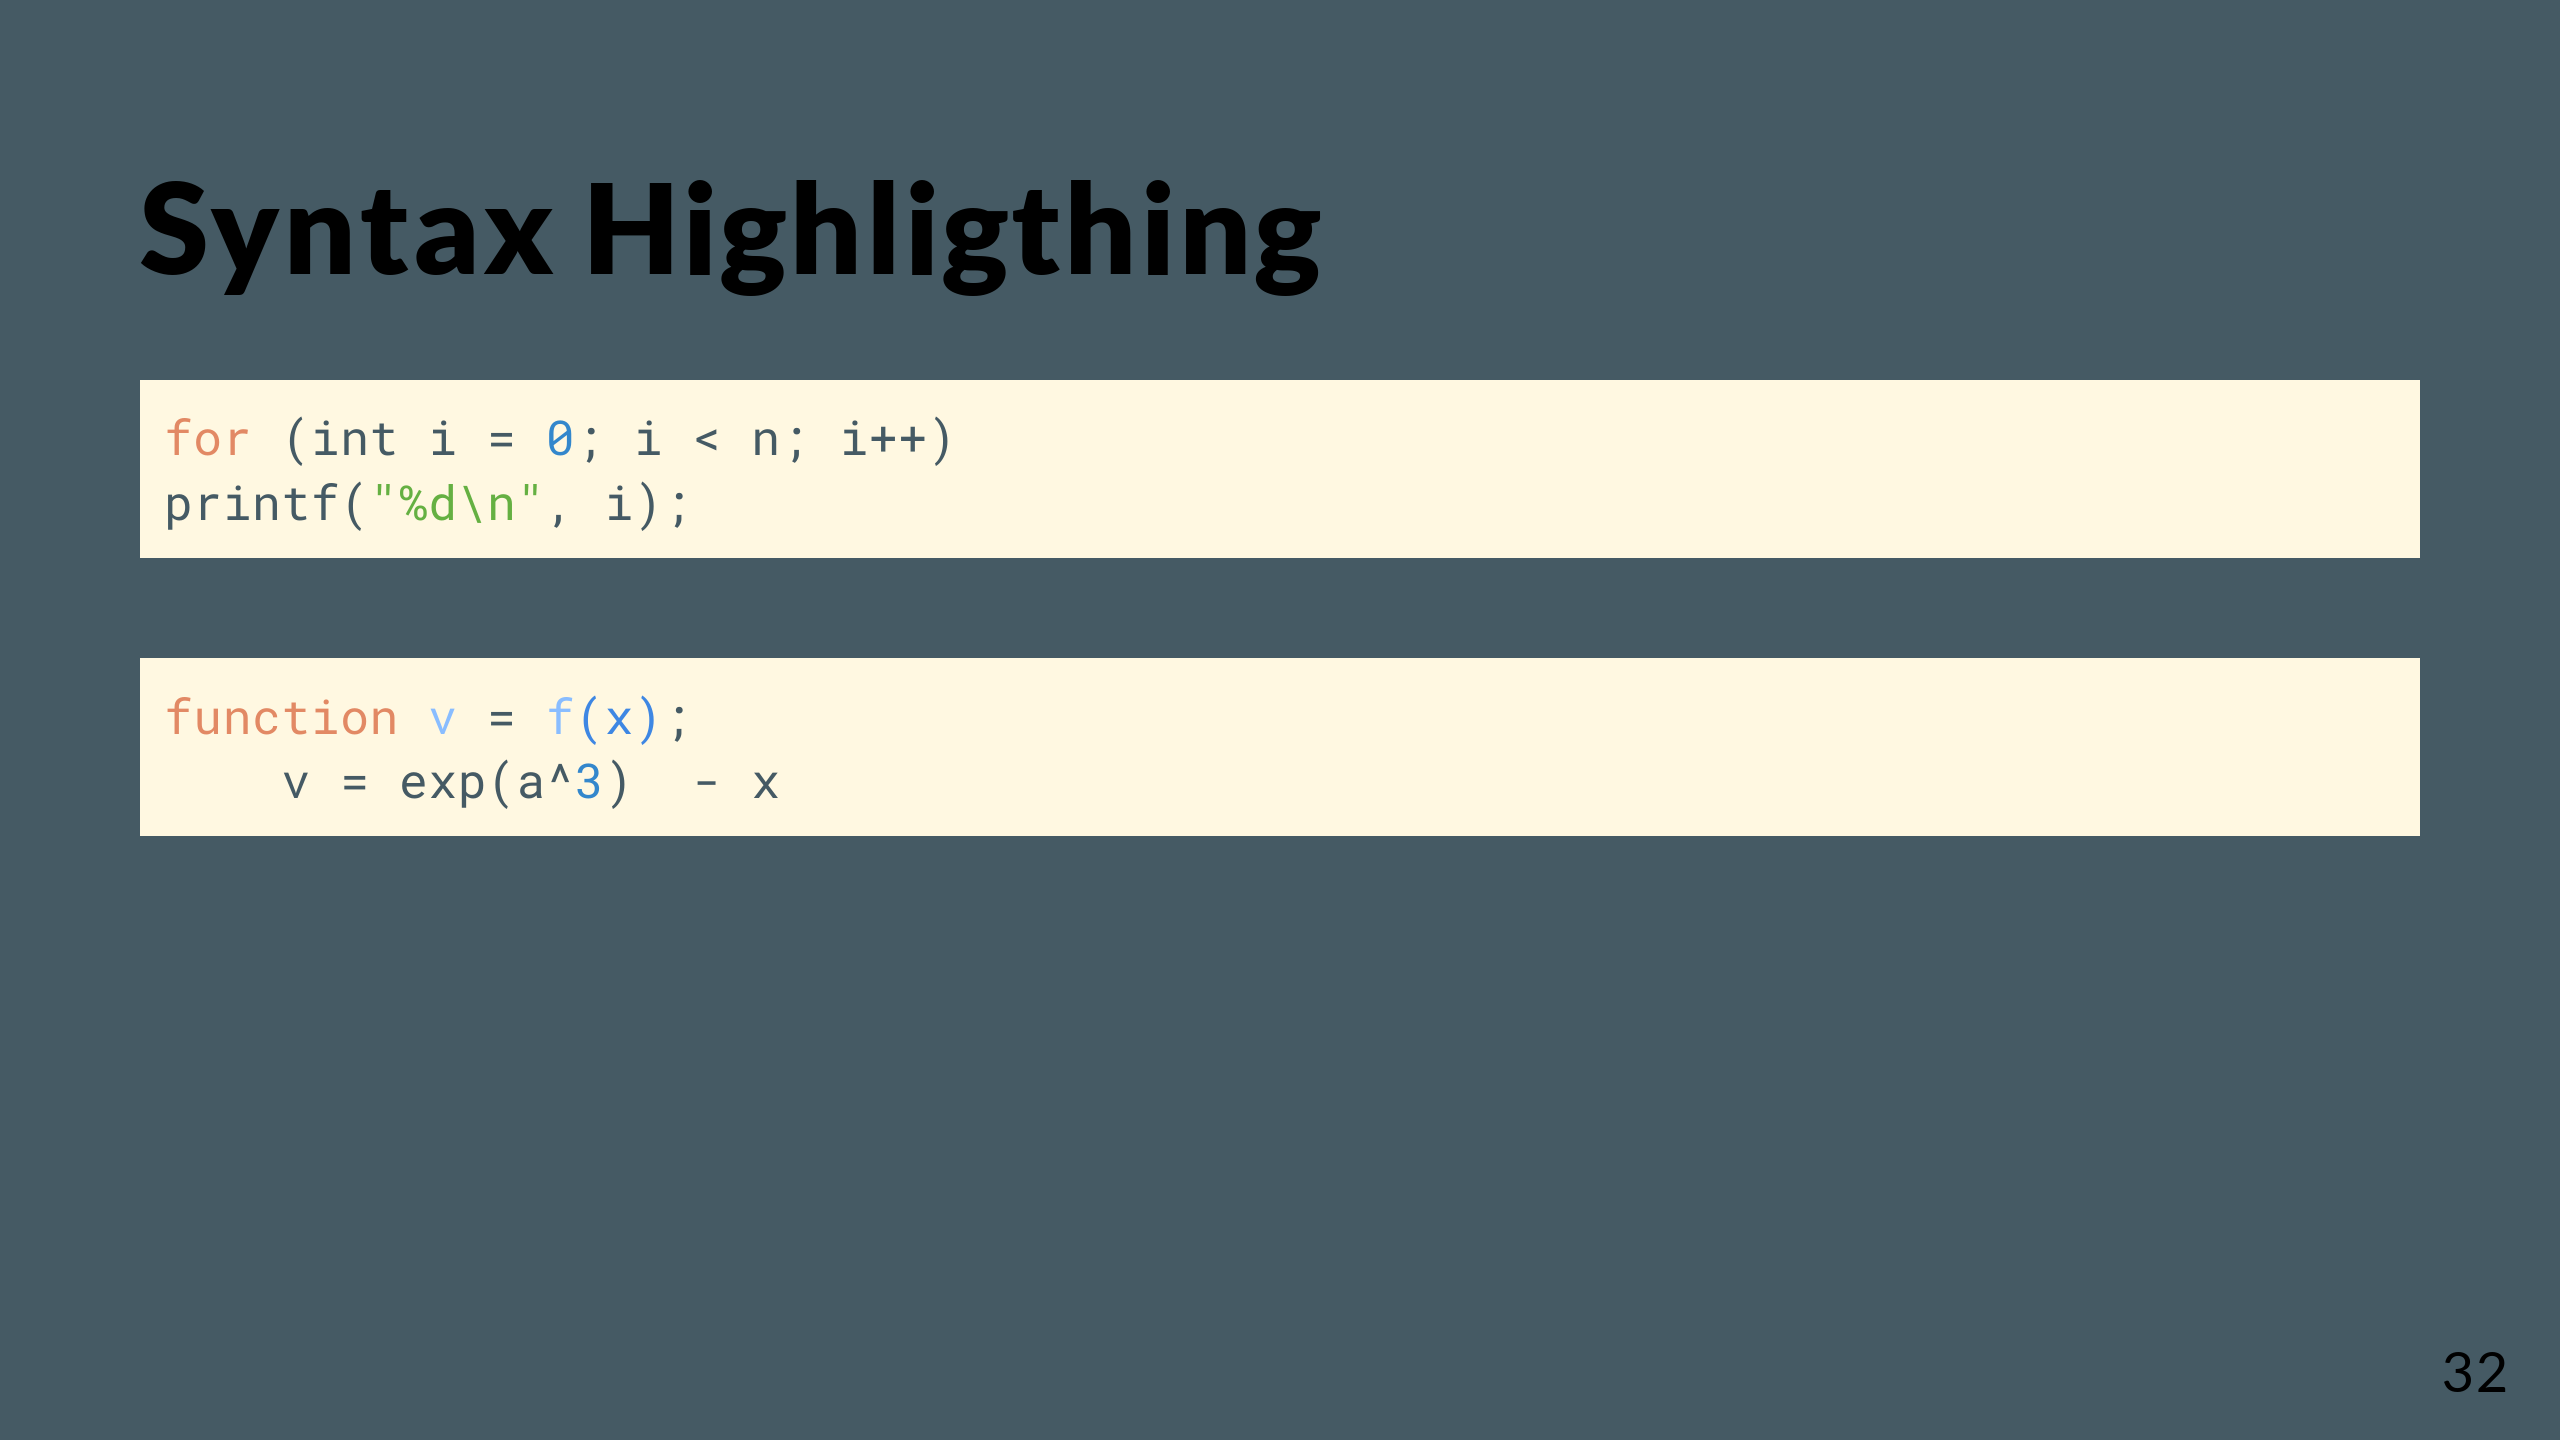 Syntax Highligthing
for (int i = 0; i < n; i++)
printf("%d\n", i);
function v = f(x);
    v = exp(a^3)  - x
32